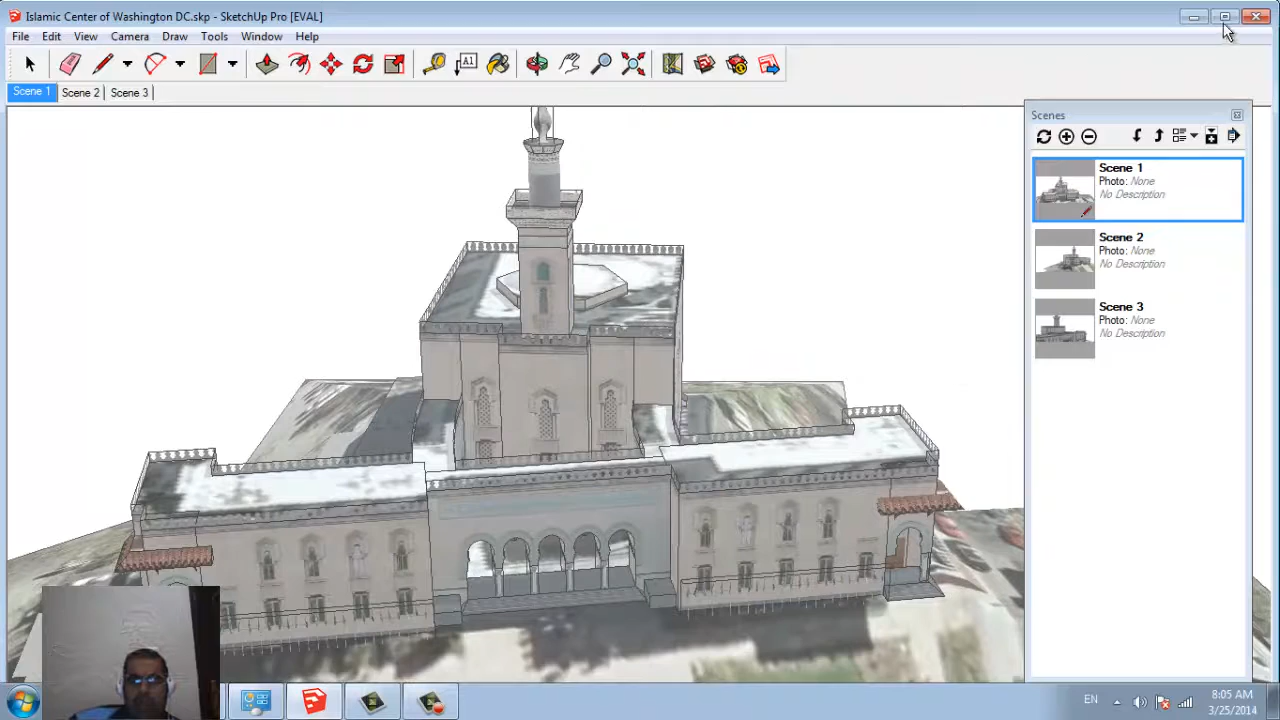 Islamic Center of Washington DC.skp - SketchUp Pro [EVAL]
File Edit View Camera Draw Tools Window Help
A1
Scene 1 Scene 2 Scene 3
Scenes
Scene 1
Photo: None
No Description
Scene 2
Photo: None
No Description
Scene 3
Photo: None
No Description
EN
8:05 AM
3/25/2014